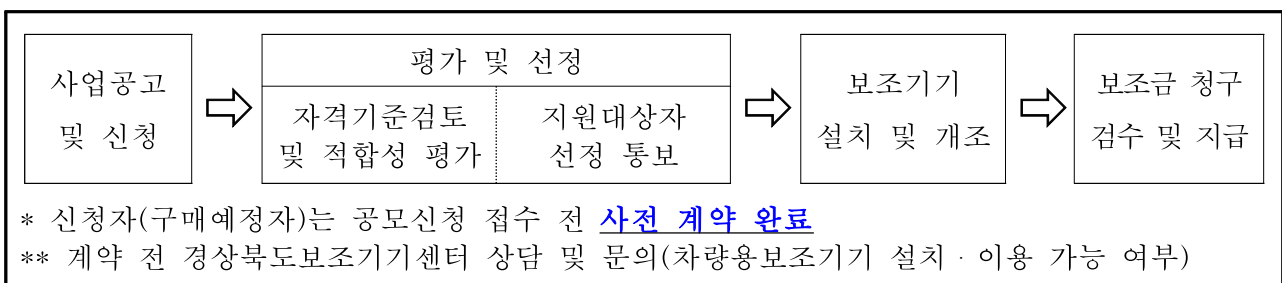 사업공고
및 신청
평가 및 선정
자격기준검토
및 적합성 평가
지원대상자
선정 통보
보조기기
설치 및 개조
보조금 청구
검수 및 지급
* 신청자(구매예정자)는 공모신청 접수 전 사전 계약 완료
** 계약 전 경상북도보조기기센터 상담 및 문의(차량용보조기기 설치 · 이용 가능 여부)